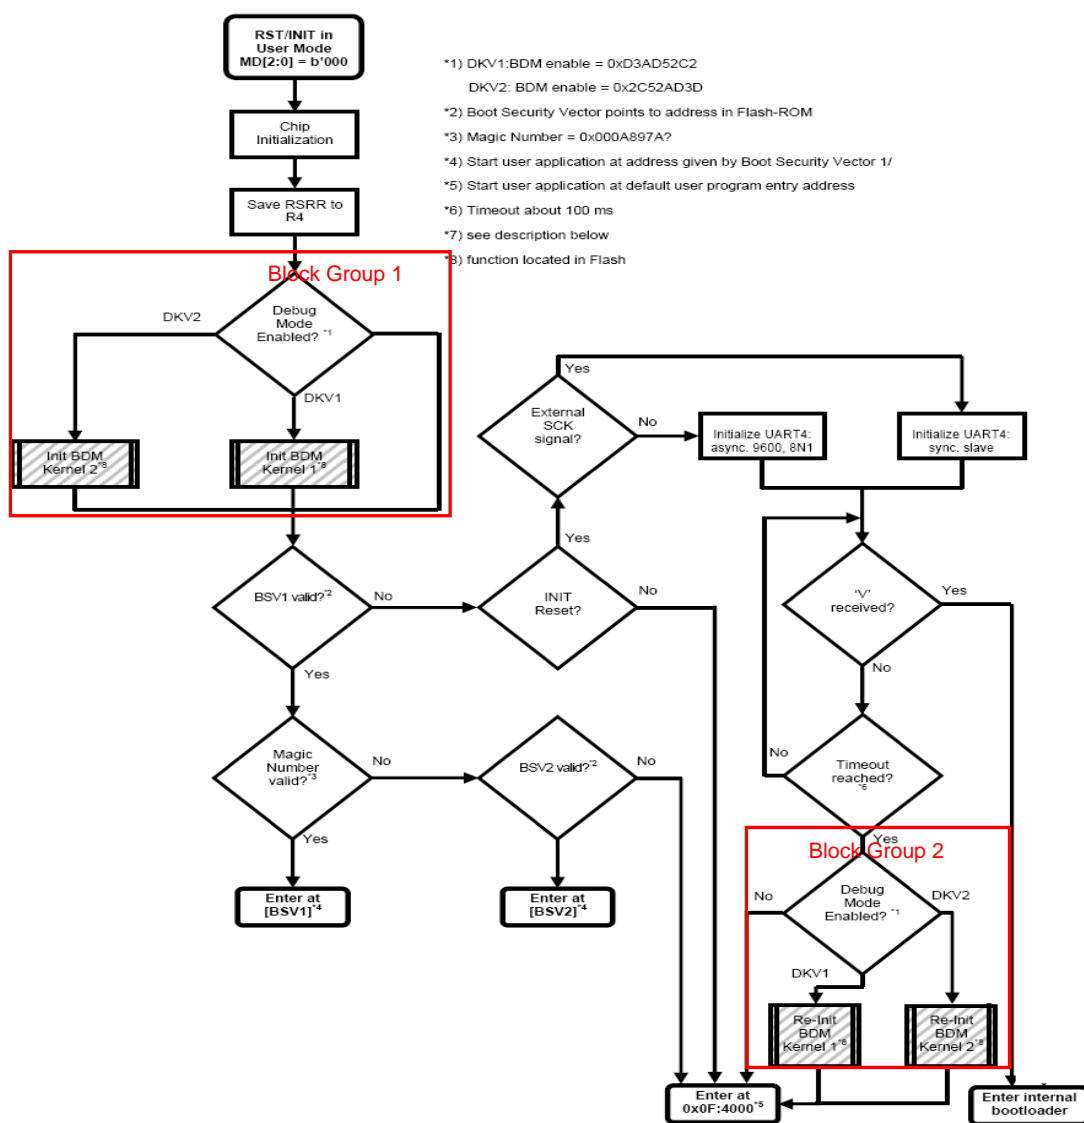 RST/INIT in
User Mode
MD[2:0] = b'000
*1) DKV1:BDM enable = 0xD3AD52C2
DKV2: BDM enable = 0x2C52AD3D
*2) Boot Security Vector points to address in Flash-ROM
*3) Magic Number = 0x000A897A?
*4) Start user application at address given by Boot Security Vector 1/
*5) Start user application at default user program entry address
*6) Timeout about 100 ms
*7) see description below
*8) function located in Flash
Chip
Initialization
Save RSRR to
R4
Block Group 1
Debug
Mode
Enabled? *1
DKV2
DKV1
Init BDM
Kernel 2*8
Init BDM
Kernel 1*8
External
SCK
signal?
Yes
No
Initialize UART4:
async. 9600, 8N1
Initialize UART4:
sync. slave
BSV1 valid?*2
No
Yes
INIT
Reset?
Yes
No
'V'
received?
Yes
No
Magic
Number
valid?*3
No
Yes
BSV2 valid?*2
No
Timeout
reached?
*6
No
Yes
Enter at
[BSV1]*4
Enter at
[BSV2]*4
Block Group 2
Debug
Mode
Enabled? *1
No
DKV2
DKV1
Re-Init
BDM
Kernel 1*8
Re-Init
BDM
Kernel 2*8
Enter at
0x0F:4000*5
Enter internal
bootloader